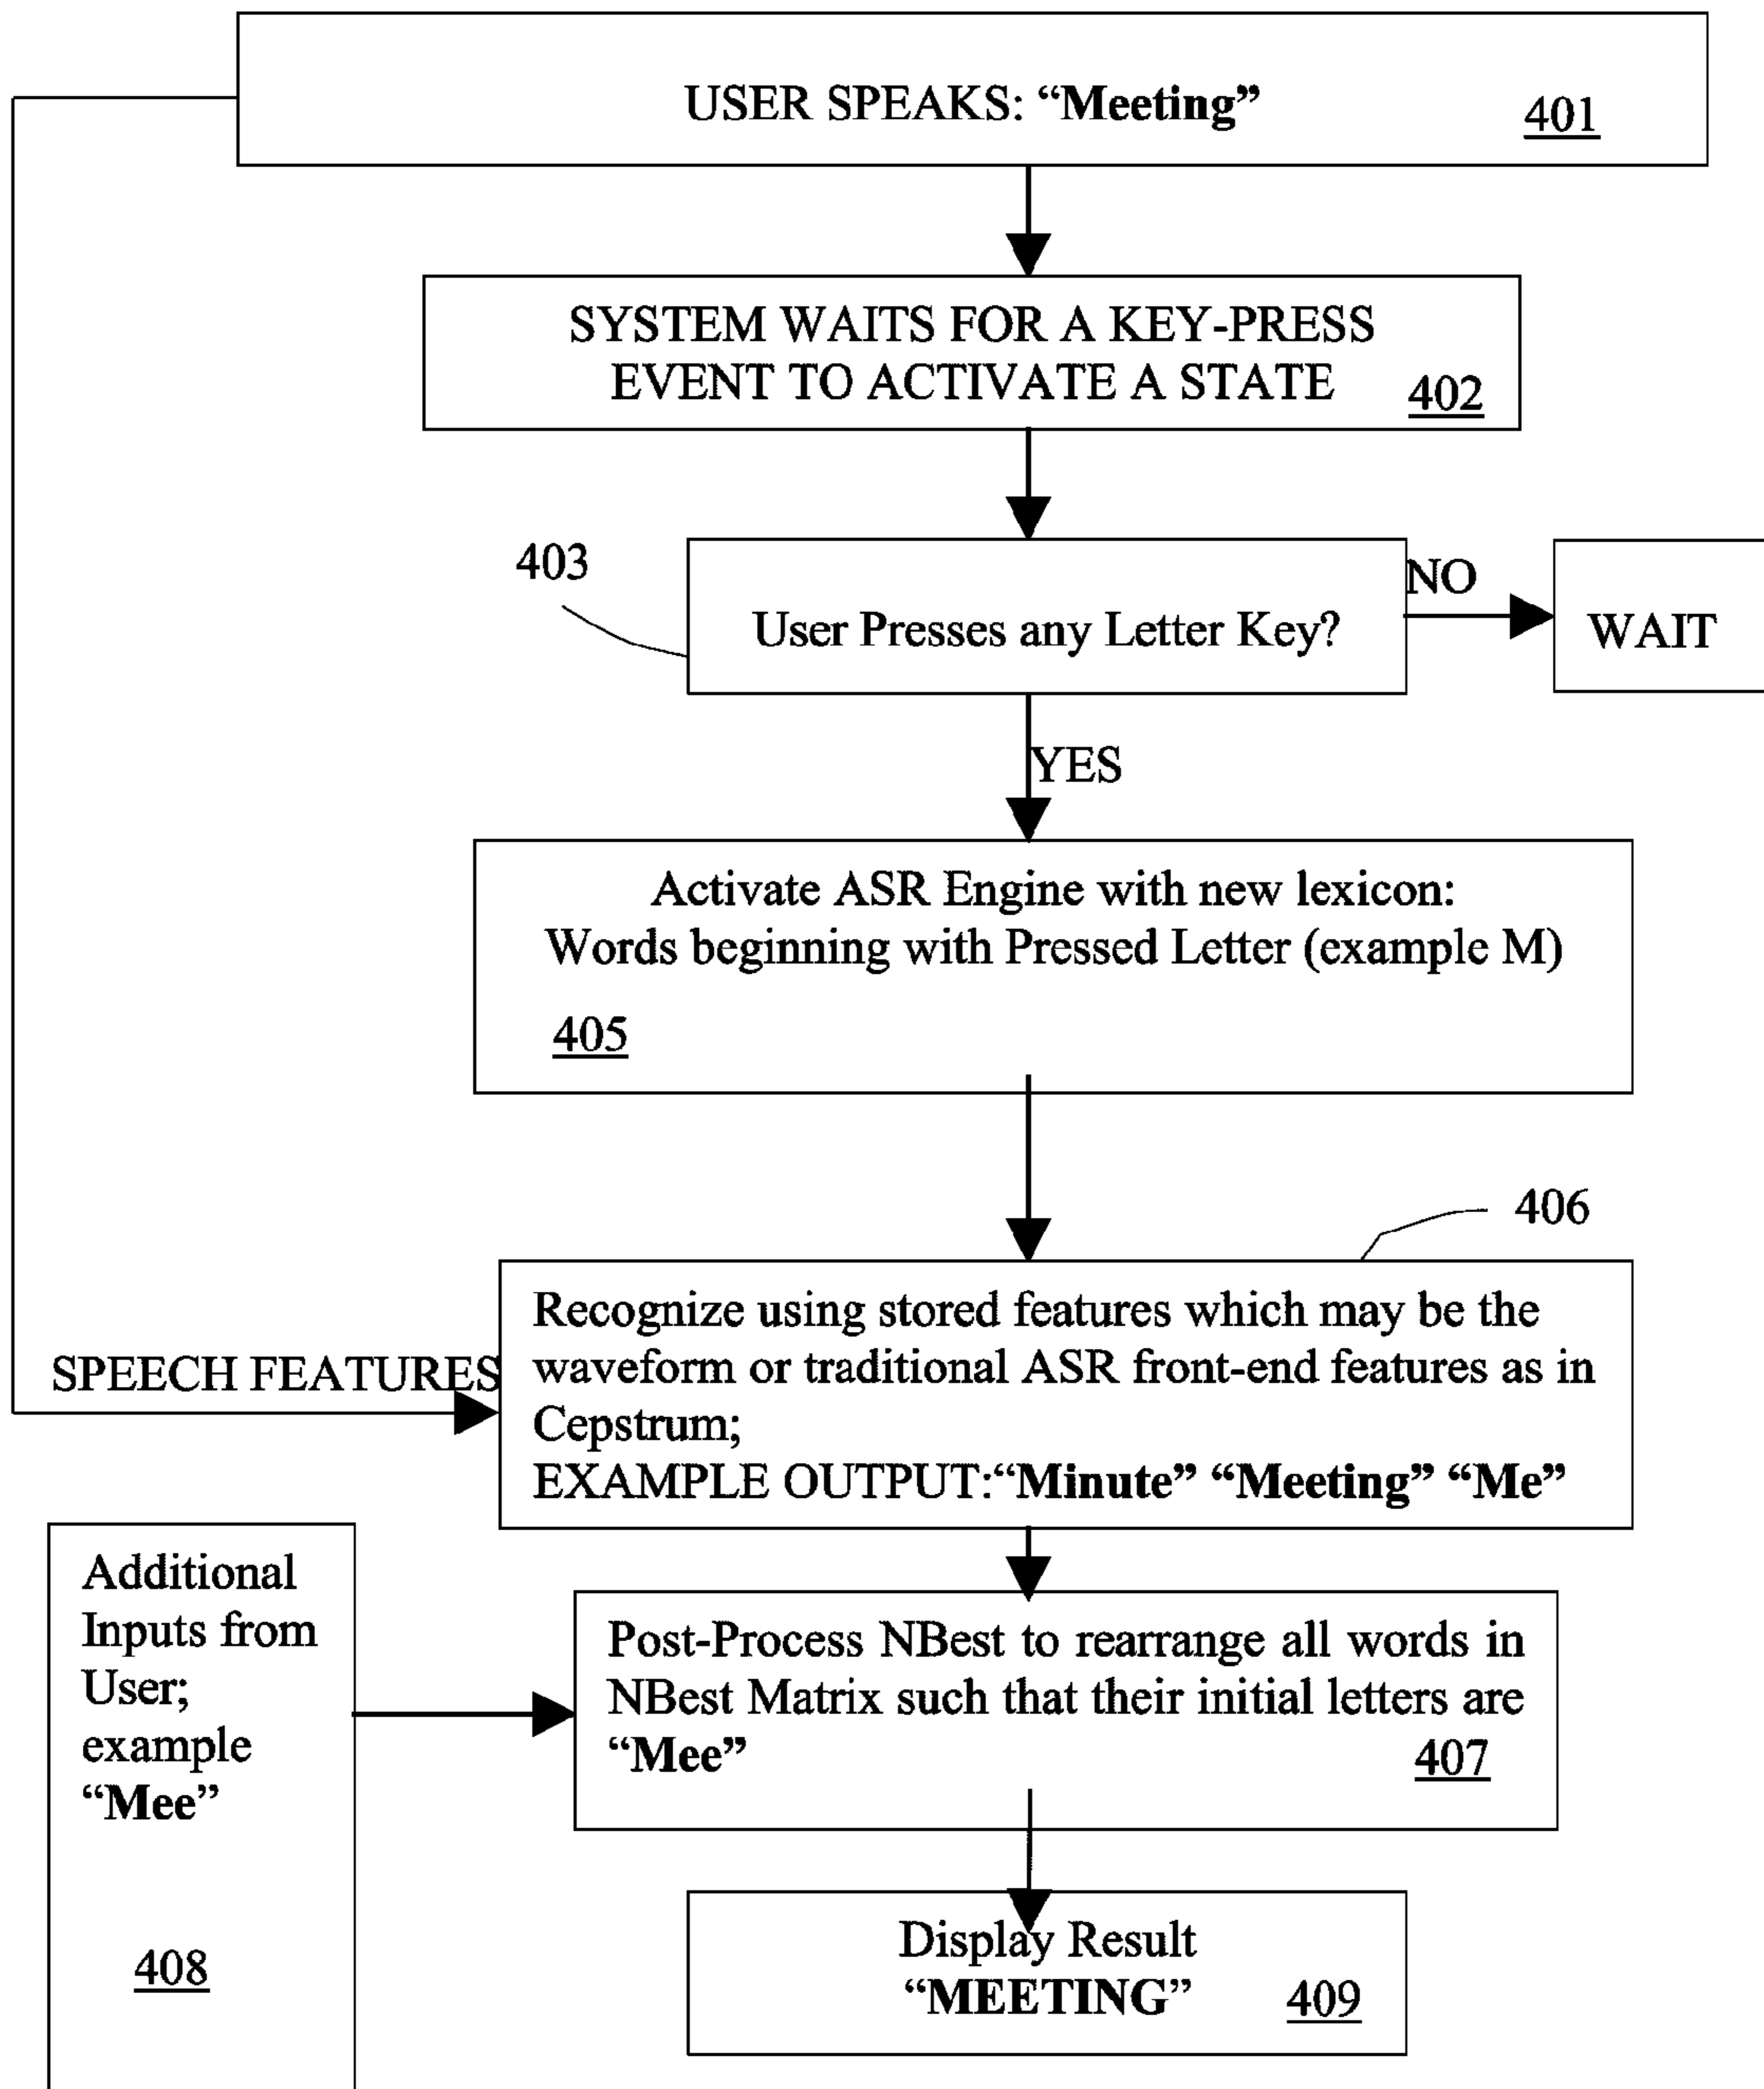 USER SPEAKS: “Meeting”
401
SYSTEM WAITS FOR A KEY-PRESS
EVENT TO ACTIVATE A STATE
402
403
User Presses any Letter Key?
NO
WAIT
YES
Activate ASR Engine with new lexicon:
Words beginning with Pressed Letter (example M)
405
406
SPEECH FEATURES
Recognize using stored features which may be the
waveform or traditional ASR front-end features as in
Cepstrum;
EXAMPLE OUTPUT:“Minute” “Meeting” “Me”
Additional
Inputs from
User;
example
“Mee”
408
Post-Process NBest to rearrange all words in
NBest Matrix such that their initial letters are
“Mee”
407
Display Result
“MEETING”
409